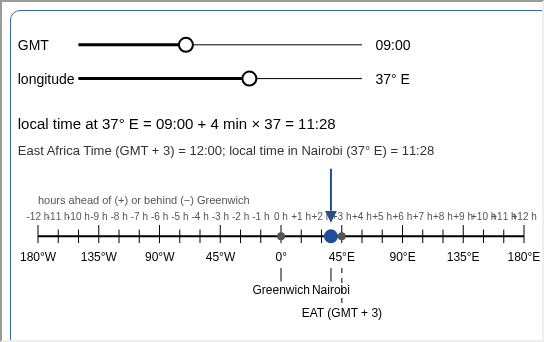 GMT 09:00
longitude 37° E
local time at 37° E = 09:00 + 4 min × 37 = 11:28
East Africa Time (GMT + 3) = 12:00; local time in Nairobi (37° E) = 11:28
hours ahead of (+) or behind (−) Greenwich
-12 h -11 h -10 h -9 h -8 h -7 h -6 h -5 h -4 h -3 h -2 h -1 h 0 h +1 h +2 h +3 h +4 h +5 h +6 h +7 h +8 h +9 h +10 h +11 h +12 h
180°W 135°W 90°W 45°W 0° 45°E 90°E 135°E 180°E
Greenwich Nairobi
EAT (GMT + 3)